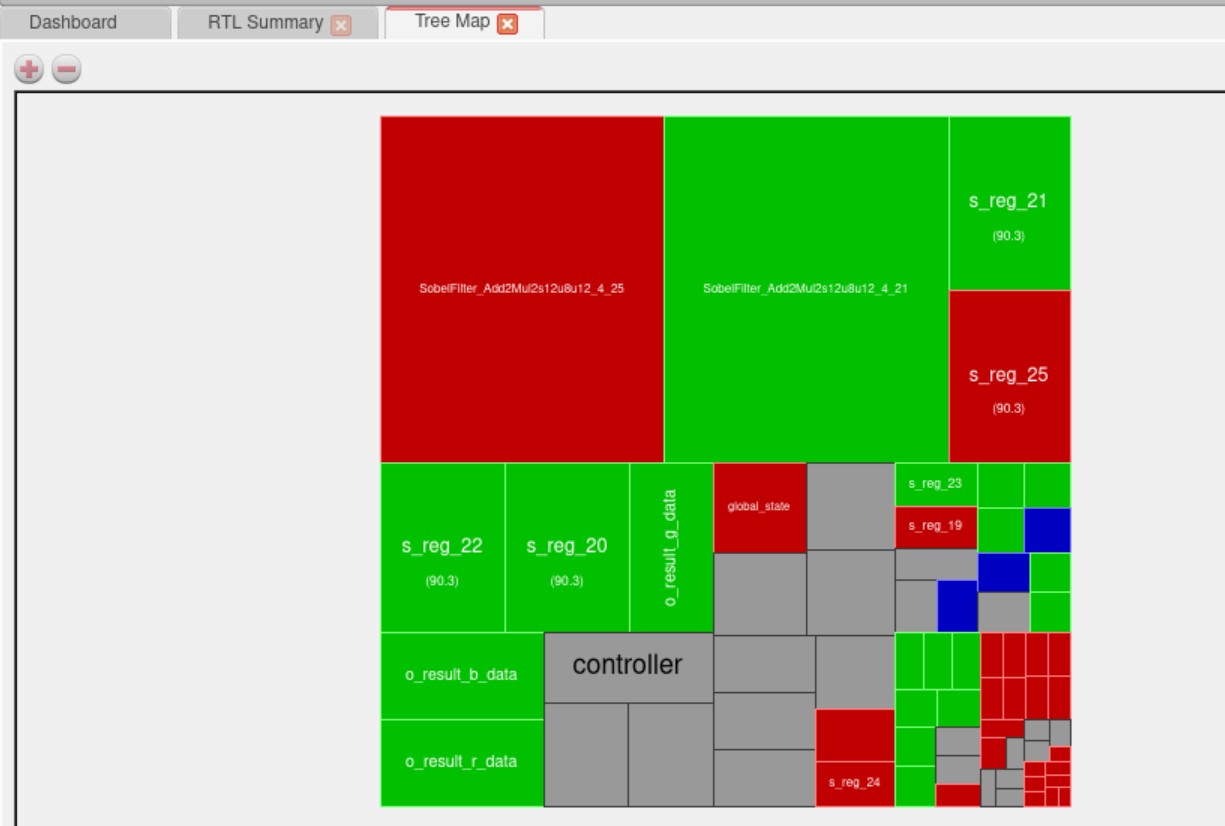 Dashboard
RTL Summary
Tree Map
SobelFilter_Add2Mul2s12u8u12_4_25
SobelFilter_Add2Mul2s12u8u12_4_21
s_reg_21
(90.3)
s_reg_25
(90.3)
s_reg_22
(90.3)
s_reg_20
(90.3)
o_result_g_data
global_state
s_reg_23
s_reg_19
o_result_b_data
controller
o_result_r_data
s_reg_24